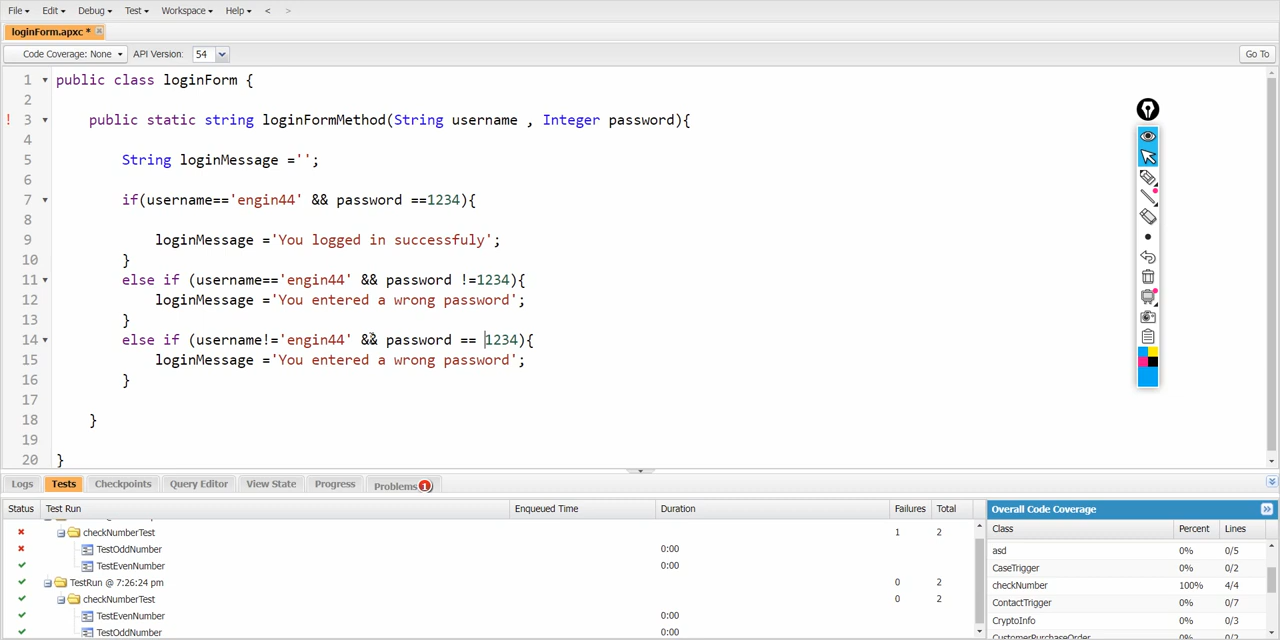 File Edit Debug Test Workspace Help < >
loginForm.apxc *
Code Coverage: None API Version: 54 Go To
1 public class loginForm {
2
! 3 public static string loginFormMethod(String username , Integer password){
4
5 String loginMessage ='';
6
7 if(username=='engin44' && password ==1234){
8
9 loginMessage ='You logged in successfuly';
10 }
11 else if (username=='engin44' && password !=1234){
12 loginMessage ='You entered a wrong password';
13 }
14 else if (username!='engin44' && password == 1234){
15 loginMessage ='You entered a wrong password';
16 }
17
18 }
19
20 }
Logs Tests Checkpoints Query Editor View State Progress Problems 1
Status Test Run Enqueued Time Duration Failures Total
checkNumberTest 1 2
TestOddNumber 0:00
TestEvenNumber 0:00
TestRun @ 7:26:24 pm 0 2
checkNumberTest 0 2
TestEvenNumber 0:00
TestOddNumber 0:00
Overall Code Coverage
Class Percent Lines
asd 0% 0/5
CaseTrigger 0% 0/2
checkNumber 100% 4/4
ContactTrigger 0% 0/7
CryptoInfo 0% 0/3
CustomerPurchaseOrder 0% 0/2